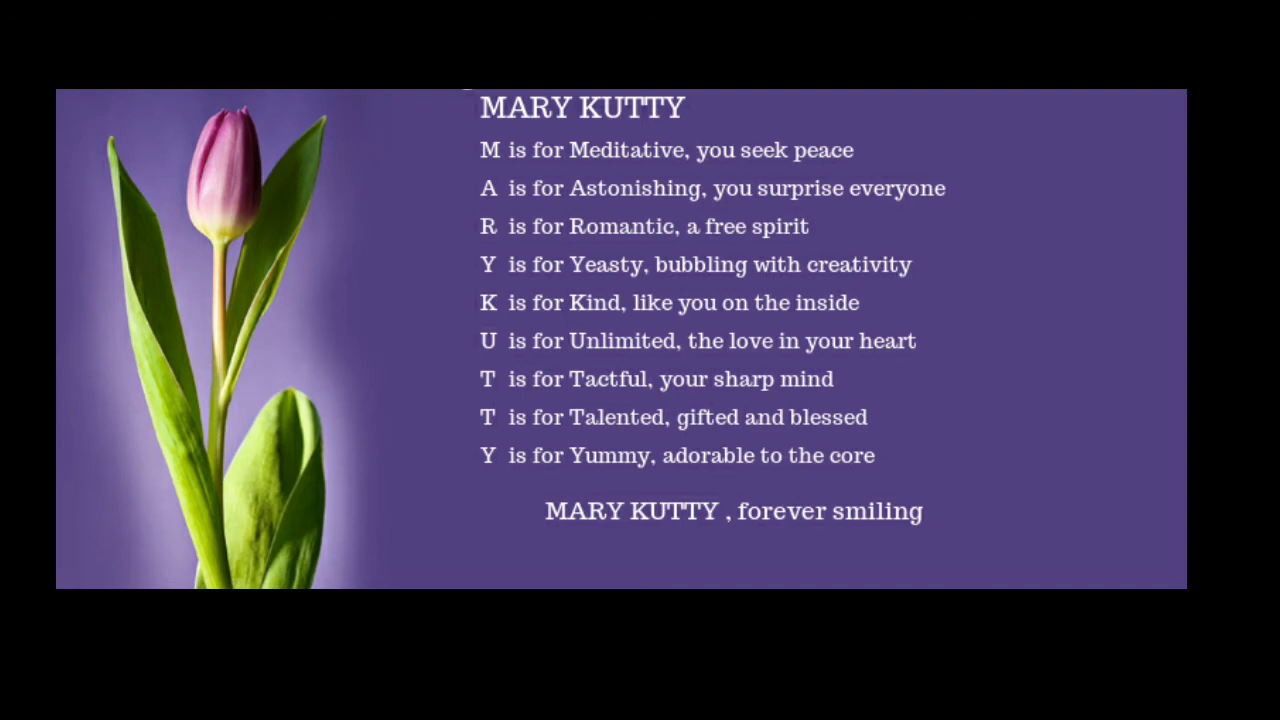 MARY KUTTY
M is for Meditative, you seek peace
A is for Astonishing, you surprise everyone
R is for Romantic, a free spirit
Y is for Yeasty, bubbling with creativity
K is for Kind, like you on the inside
U is for Unlimited, the love in your heart
T is for Tactful, your sharp mind
T is for Talented, gifted and blessed
Y is for Yummy, adorable to the core
MARY KUTTY , forever smiling